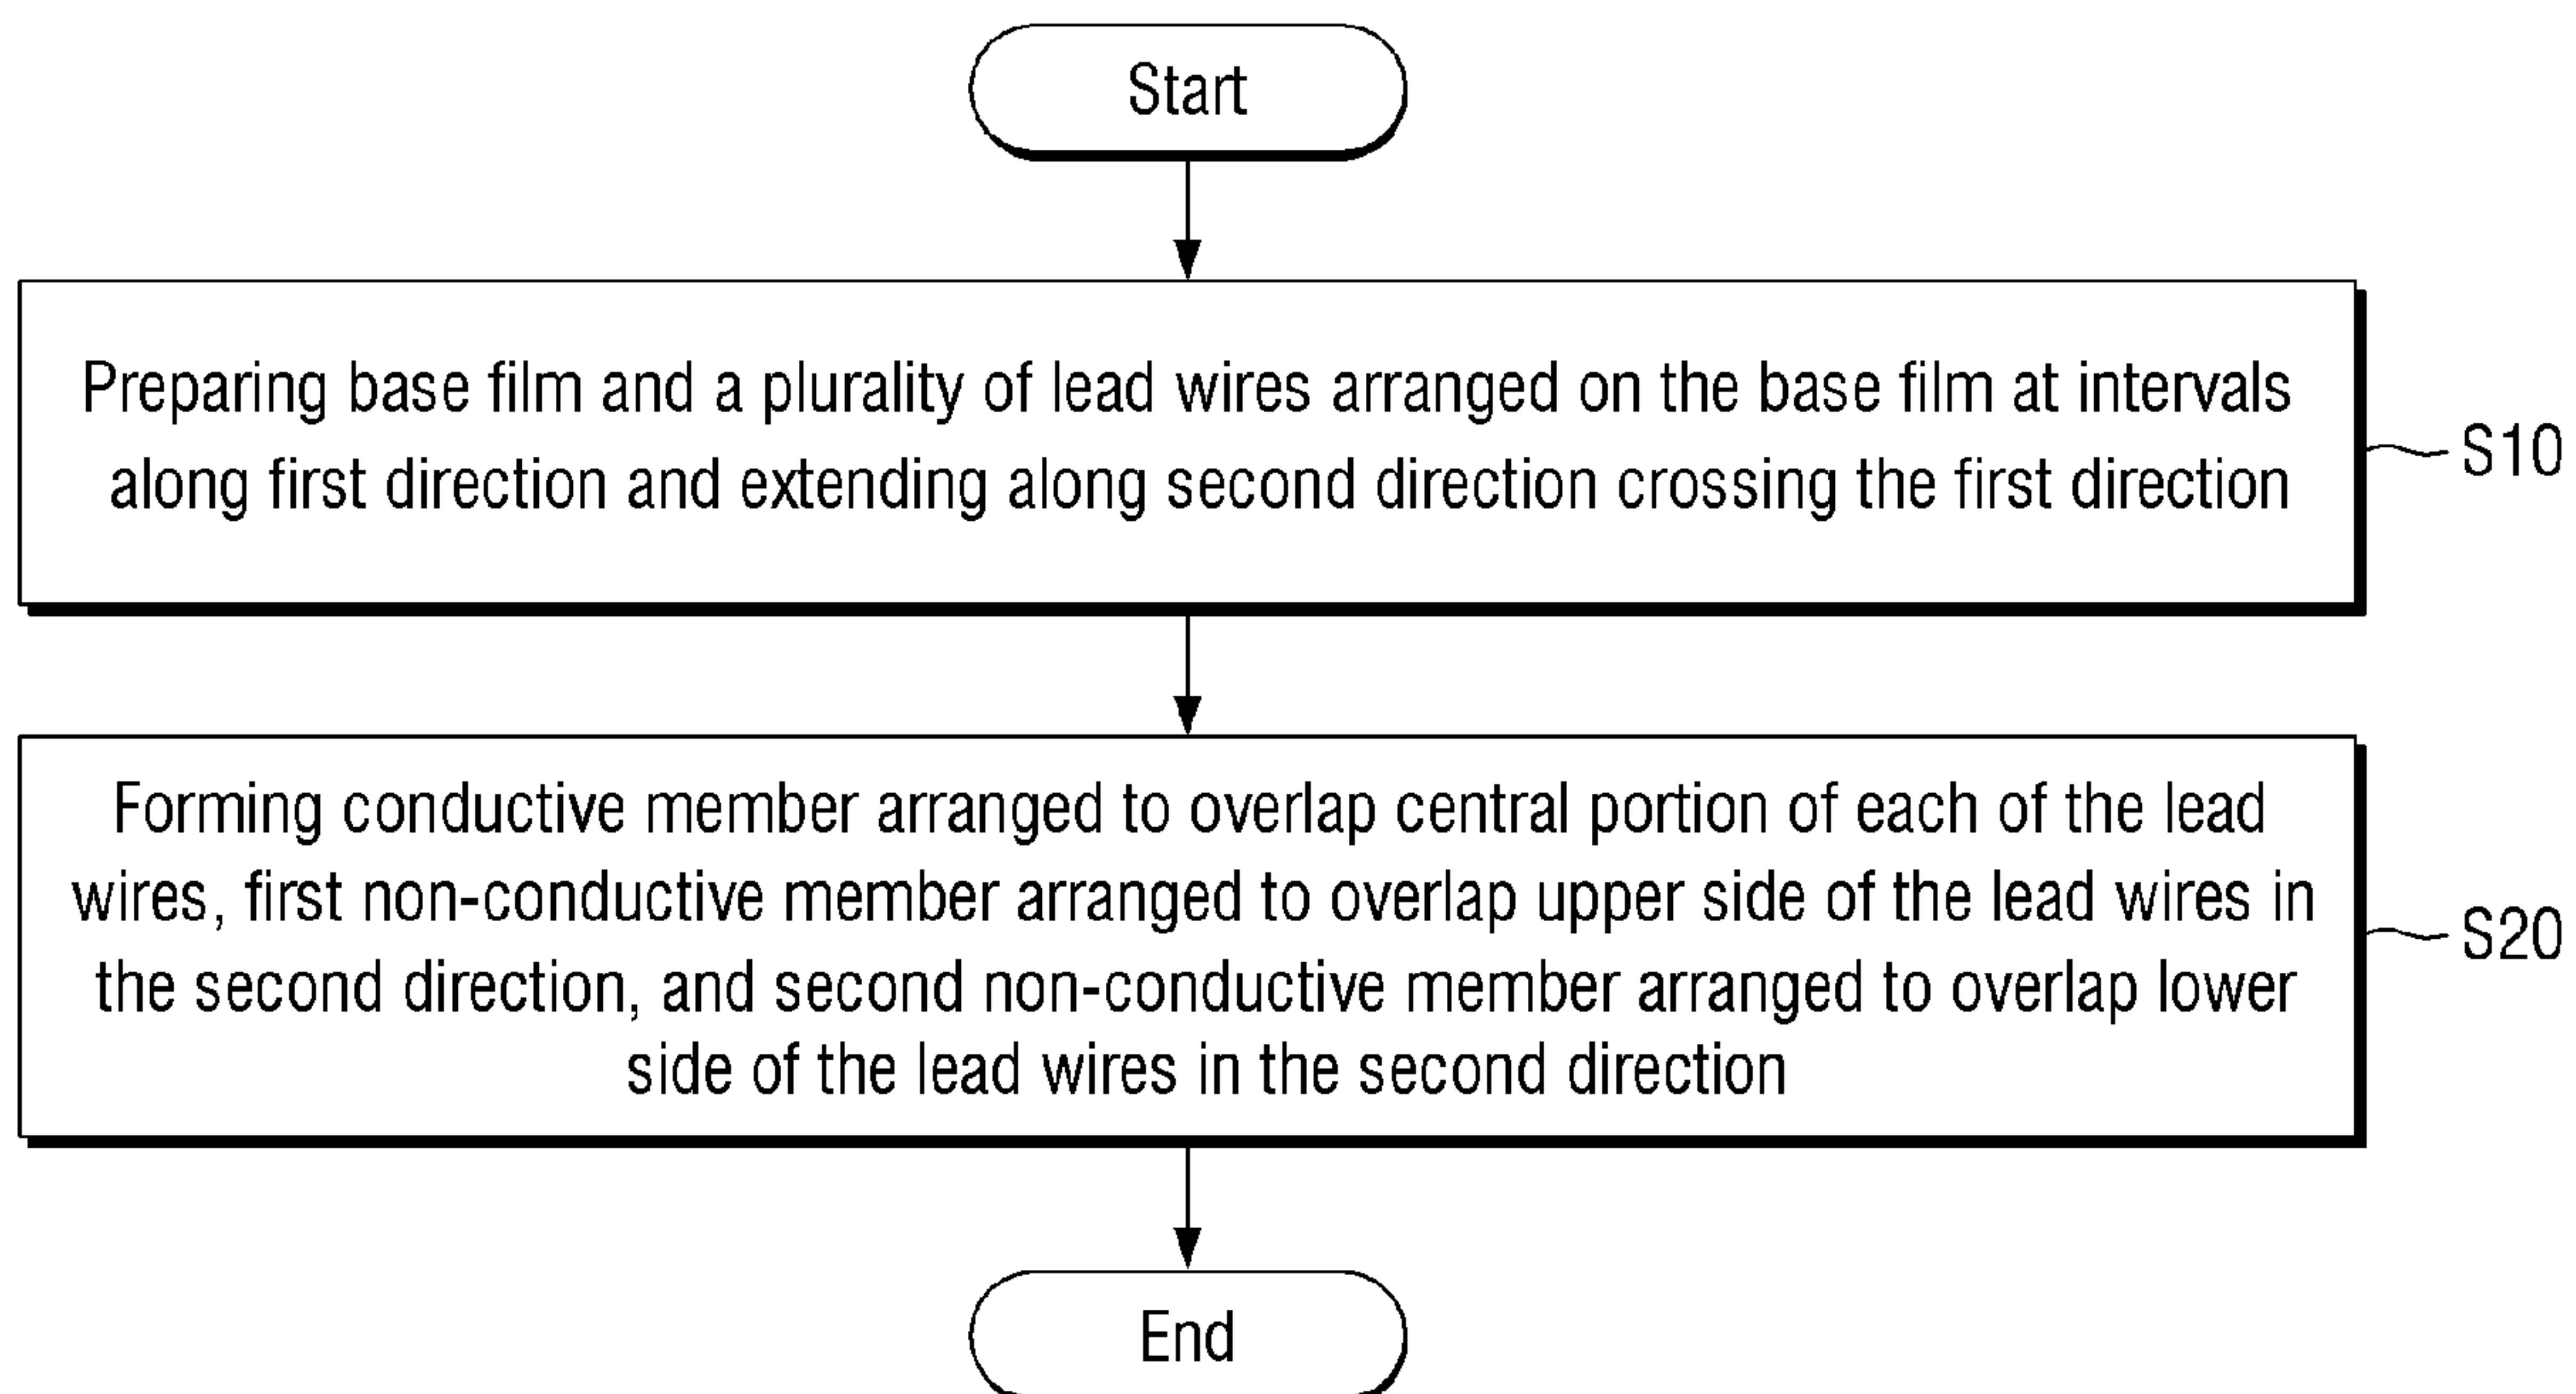 Start
Preparing base film and a plurality of lead wires arranged on the base film at intervals
along first direction and extending along second direction crossing the first direction
S10
Forming conductive member arranged to overlap central portion of each of the lead
wires, first non-conductive member arranged to overlap upper side of the lead wires in
the second direction, and second non-conductive member arranged to overlap lower
side of the lead wires in the second direction
S20
End